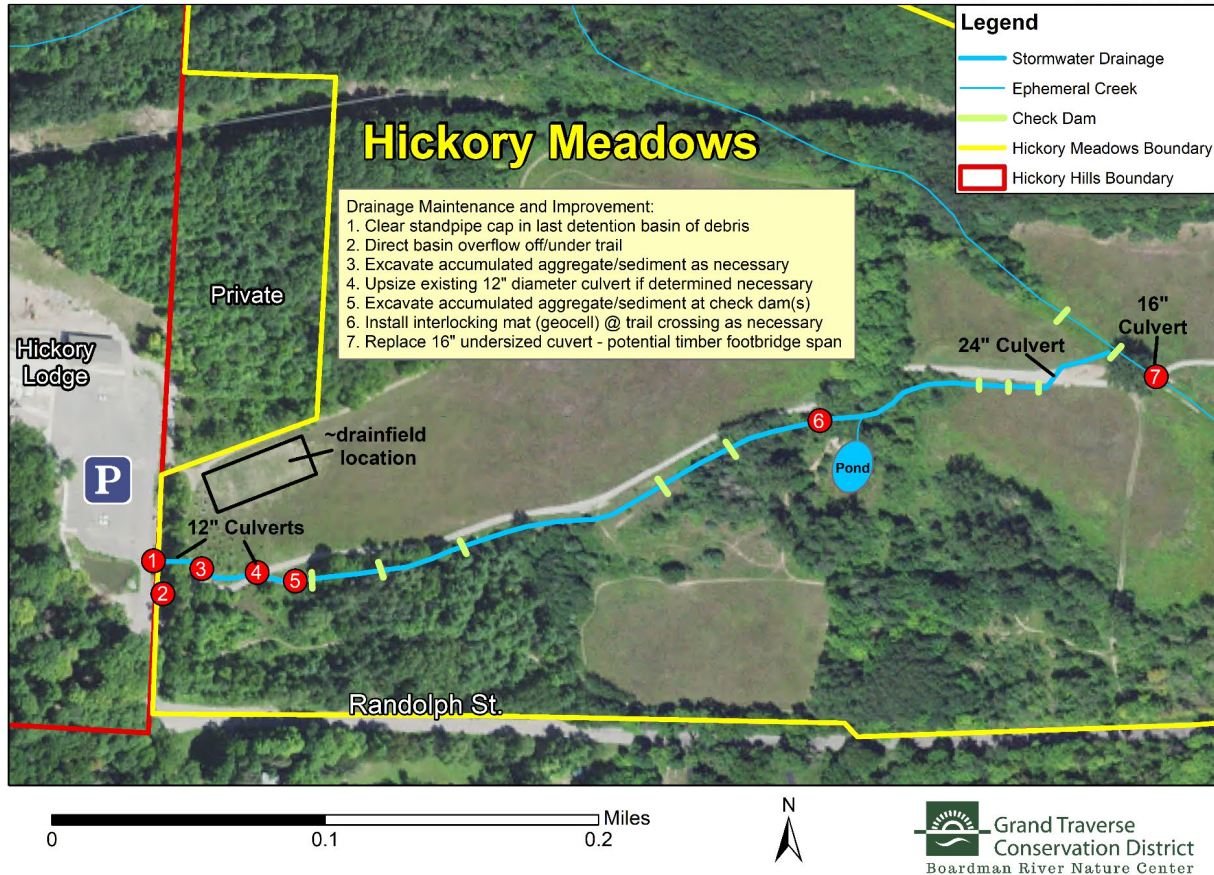 Legend
Stormwater Drainage
Ephemeral Creek
Check Dam
Hickory Meadows Boundary
Hickory Hills Boundary
Hickory Meadows
Drainage Maintenance and Improvement:
1. Clear standpipe cap in last detention basin of debris
2. Direct basin overflow off/under trail
3. Excavate accumulated aggregate/sediment as necessary
4. Upsize existing 12" diameter culvert if determined necessary
5. Excavate accumulated aggregate/sediment at check dam(s)
6. Install interlocking mat (geocell) @ trail crossing as necessary
7. Replace 16" undersized cuvert - potential timber footbridge span
Private
Hickory
Lodge
16"
Culvert
24" Culvert
7
6
~drainfield
location
Pond
P
12" Culverts
1
3
4
5
2
Randolph St.
Miles
0
0.1
0.2
N
Grand Traverse
Conservation District
Boardman River Nature Center